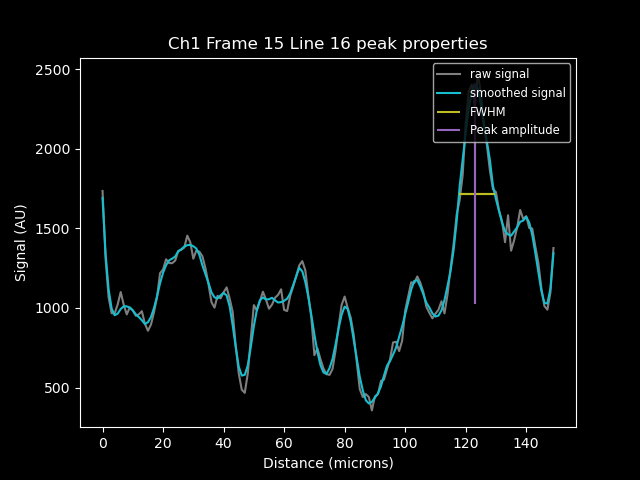 Ch1 Frame 15 Line 16 peak properties
raw signal
smoothed signal
FWHM
Peak amplitude
2500
2000
1500
1000
500
Signal (AU)
0 20 40 60 80 100 120 140
Distance (microns)